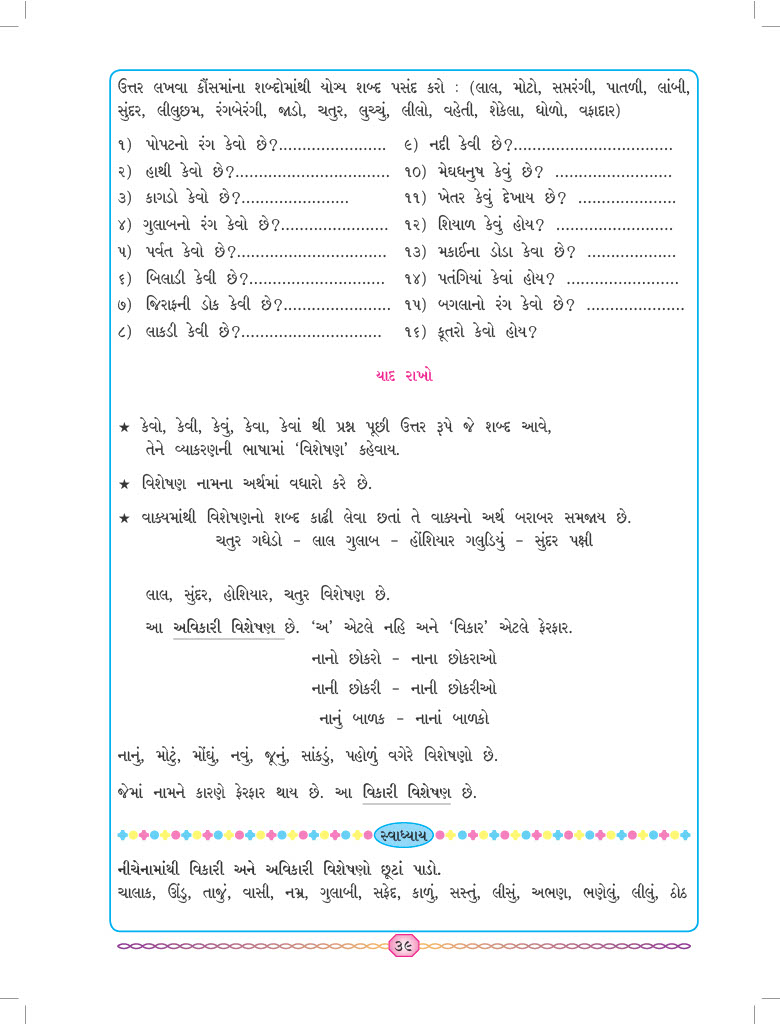 ઉત્તર લખવા કૌંસમાંના શબ્દોમાંથી યોગ્ય શબ્દ પસંદ કરો : (લાલ, મોટો, સપ્તરંગી, પાતળી, લાંબી,
સુંદર, લીલુછમ, રંગબેરંગી, જાડો, ચતુર, લુચ્ચું, લીલો, વહેતી, શેકેલા, ધોળો, વફાદાર)
૧) પોપટનો રંગ કેવો છે?.......................
૨) હાથી કેવો છે?.................................
૩) કાગડો કેવો છે?.......................
૪) ગુલાબનો રંગ કેવો છે?.......................
૫) પર્વત કેવો છે?................................
૬) બિલાડી કેવી છે?.............................
૭) જિરાફની ડોક કેવી છે?.......................
૮) લાકડી કેવી છે?..............................
૯) નદી કેવી છે?..................................
૧૦) મેઘધનુષ કેવું છે? .........................
૧૧) ખેતર કેવું દેખાય છે? .....................
૧૨) શિયાળ કેવું હોય? .........................
૧૩) મકાઈના ડોડા કેવા છે? ...................
૧૪) પતંગિયાં કેવાં હોય? ........................
૧૫) બગલાનો રંગ કેવો છે? .....................
૧૬) કૂતરો કેવો હોય?
યાદ રાખો
★ કેવો, કેવી, કેવું, કેવા, કેવાં થી પ્રશ્ન પૂછી ઉત્તર રૂપે જે શબ્દ આવે,
તેને વ્યાકરણની ભાષામાં ‘વિશેષણ’ કહેવાય.
★ વિશેષણ નામના અર્થમાં વધારો કરે છે.
★ વાક્યમાંથી વિશેષણનો શબ્દ કાઢી લેવા છતાં તે વાક્યનો અર્થ બરાબર સમજાય છે.
ચતુર ગધેડો – લાલ ગુલાબ – હોંશિયાર ગલુડિયું – સુંદર પક્ષી
લાલ, સુંદર, હોશિયાર, ચતુર વિશેષણ છે.
આ અવિકારી વિશેષણ છે. ‘અ’ એટલે નહિ અને ‘વિકાર’ એટલે ફેરફાર.
નાનો છોકરો – નાના છોકરાઓ
નાની છોકરી – નાની છોકરીઓ
નાનું બાળક – નાનાં બાળકો
નાનું, મોટું, મોંઘું, નવું, જૂનું, સાંકડું, પહોળું વગેરે વિશેષણો છે.
જેમાં નામને કારણે ફેરફાર થાય છે. આ વિકારી વિશેષણ છે.
સ્વાધ્યાય
નીચેનામાંથી વિકારી અને અવિકારી વિશેષણો છૂટાં પાડો.
ચાલાક, ઊંડુ, તાજું, વાસી, નમ્ર, ગુલાબી, સફેદ, કાળું, સસ્તું, લીસું, અભણ, ભણેલું, લીલું, ઠોઠ
૩૯